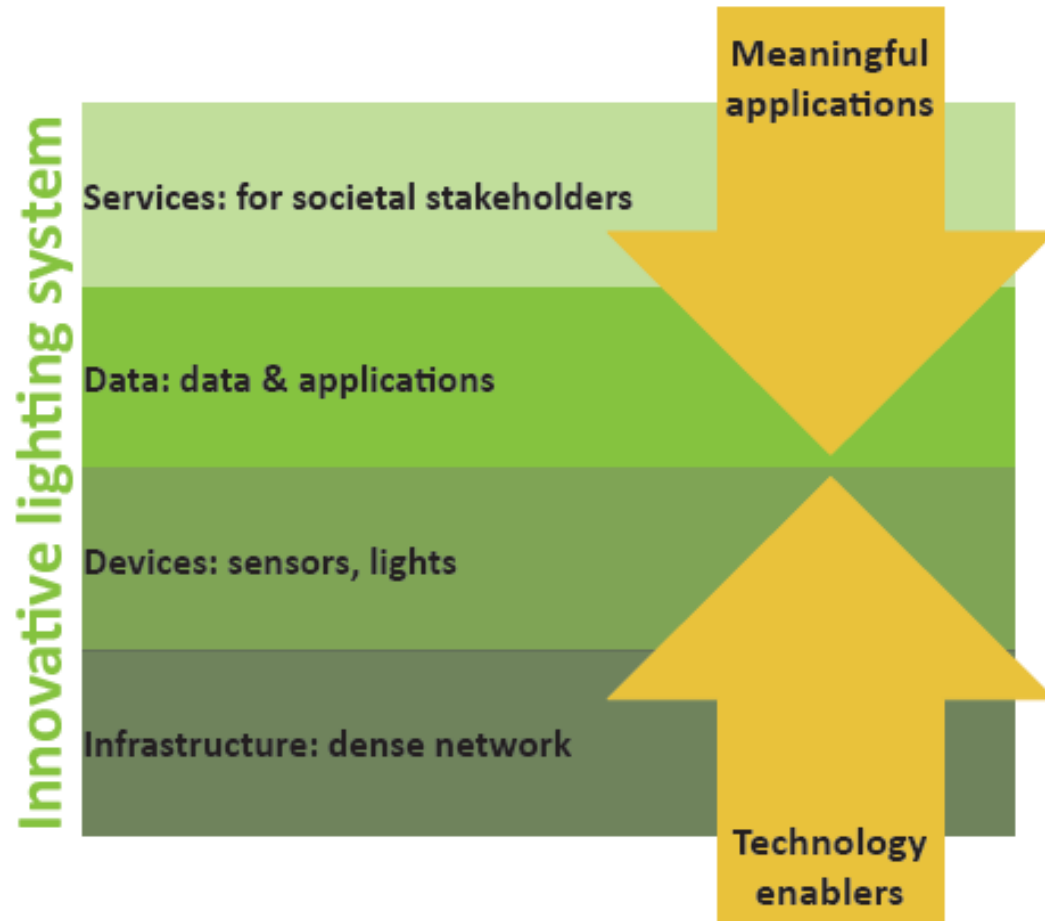 Innovative lighting system
Meaningful
applications
Services: for societal stakeholders
Data: data & applications
Devices: sensors, lights
Infrastructure: dense network
Technology
enablers